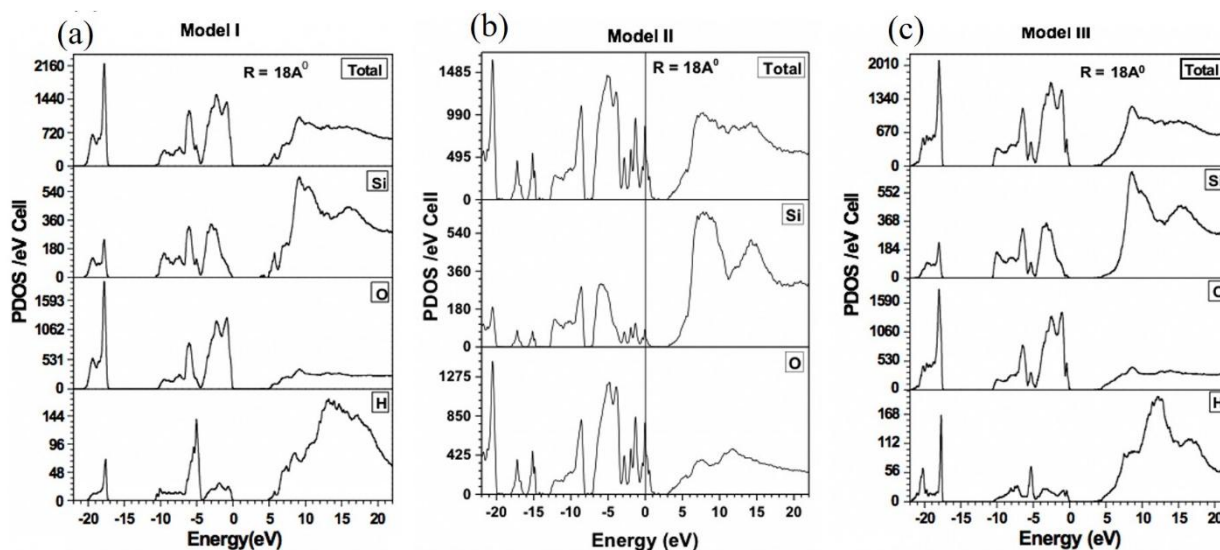 (a)
Model I
R = 18A⁰
Total
2160
1440
720
0
Si
540
360
180
0
O
1593
1062
531
0
H
144
96
48
0
PDOS /eV Cell
-20 -15 -10 -5 0 5 10 15 20
Energy(eV)
(b)
Model II
R = 18A⁰
Total
1485
990
495
Si
540
360
180
0
O
1275
850
425
0
PDOS /eV Cell
-20 -15 -10 -5 0 5 10 15 20
Energy (eV)
(c)
Model III
R = 18A⁰
Total
2010
1340
670
0
552
368
184
0
1590
1060
530
0
168
112
56
0
PDOS /eV Cell
-20 -15 -10 -5 0 5 10 15 20
Energy(eV)